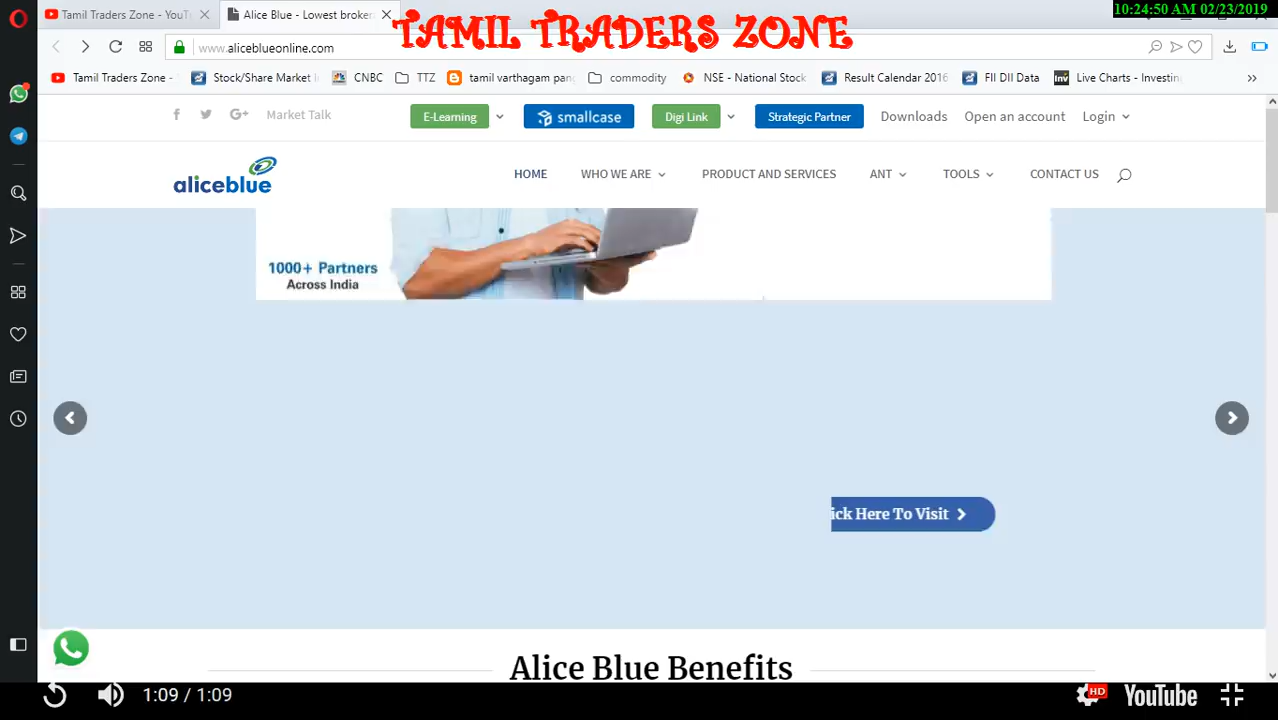 10:24:50 AM 02/23/2019
Tamil Traders Zone - YouT
Alice Blue - Lowest broker
TAMIL TRADERS ZONE
www.aliceblueonline.com
Tamil Traders Zone -
Stock/Share Market I
CNBC
TTZ
tamil varthagam pan
commodity
NSE - National Stock
Result Calendar 2016
FII DII Data
Inv
Live Charts - Investin
»
f
G+
Market Talk
E-Learning
smallcase
Digi Link
Strategic Partner
Downloads
Open an account
Login
aliceblue
HOME
WHO WE ARE
PRODUCT AND SERVICES
ANT
TOOLS
CONTACT US
1000+ Partners
Across India
ick Here To Visit
Alice Blue Benefits
1:09 / 1:09
HD
YouTube